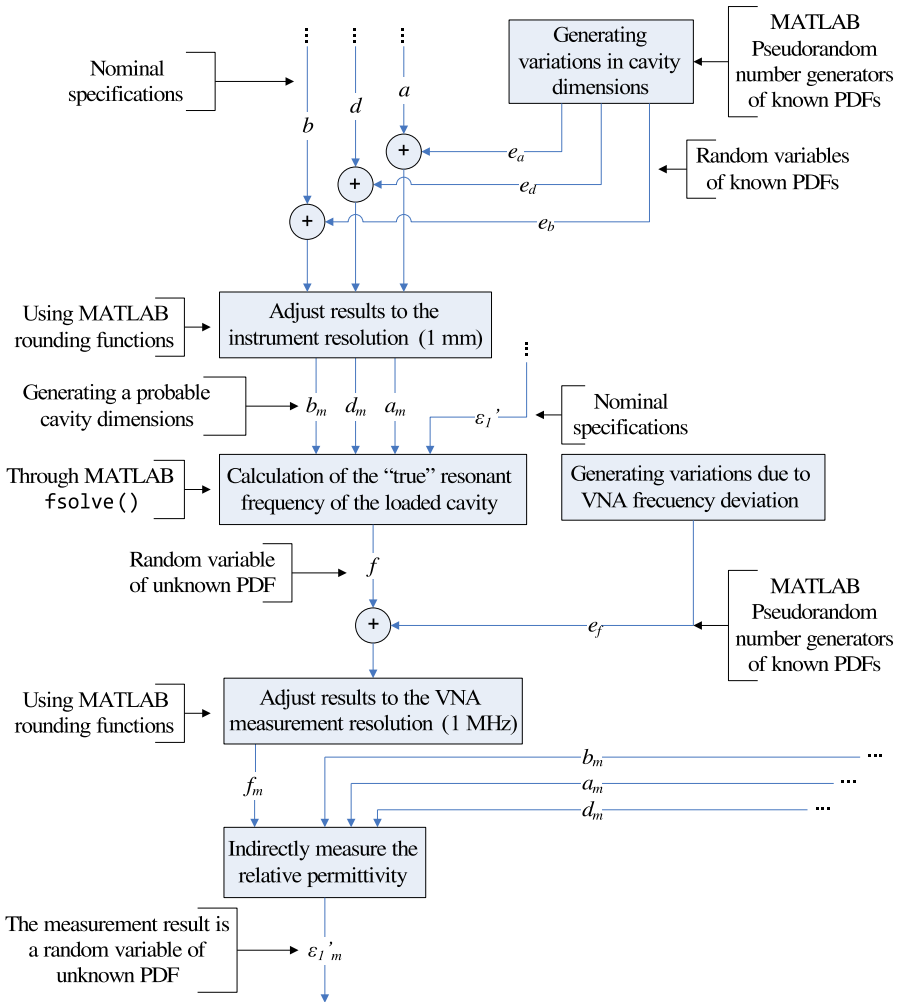 Nominal
specifications
b
d
a
Generating
variations in cavity
dimensions
MATLAB
Pseudorandom
number generators
of known PDFs
+
e_a
+
e_d
+
e_b
Random variables
of known PDFs
Using MATLAB
rounding functions
Adjust results to the
instrument resolution (1 mm)
Generating a probable
cavity dimensions
b_m
d_m
a_m
ε_1'
Nominal
specifications
Through MATLAB
fsolve()
Calculation of the “true” resonant
frequency of the loaded cavity
Generating variations due to
VNA frecuency deviation
Random variable
of unknown PDF
f
+
e_f
MATLAB
Pseudorandom
number generators
of known PDFs
Using MATLAB
rounding functions
Adjust results to the VNA
measurement resolution (1 MHz)
f_m
b_m
a_m
d_m
Indirectly measure the
relative permittivity
The measurement result is
a random variable of
unknown PDF
ε_1'_m